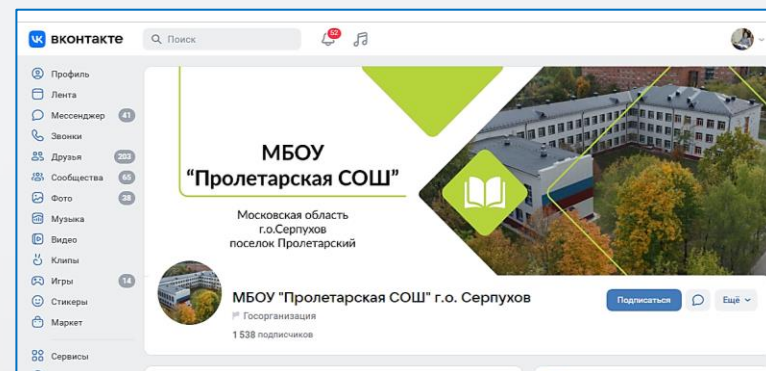 вконтакте
Поиск
52
Профиль
Лента
Мессенджер 41
Звонки
Друзья 203
Сообщества 65
Фото 38
Музыка
Видео
Клипы
Игры 14
Стикеры
Маркет
Сервисы
МБОУ
“Пролетарская СОШ”
Московская область
г.о.Серпухов
поселок Пролетарский
МБОУ "Пролетарская СОШ" г.о. Серпухов
Госорганизация
1 538 подписчиков
Подписаться
Ещё